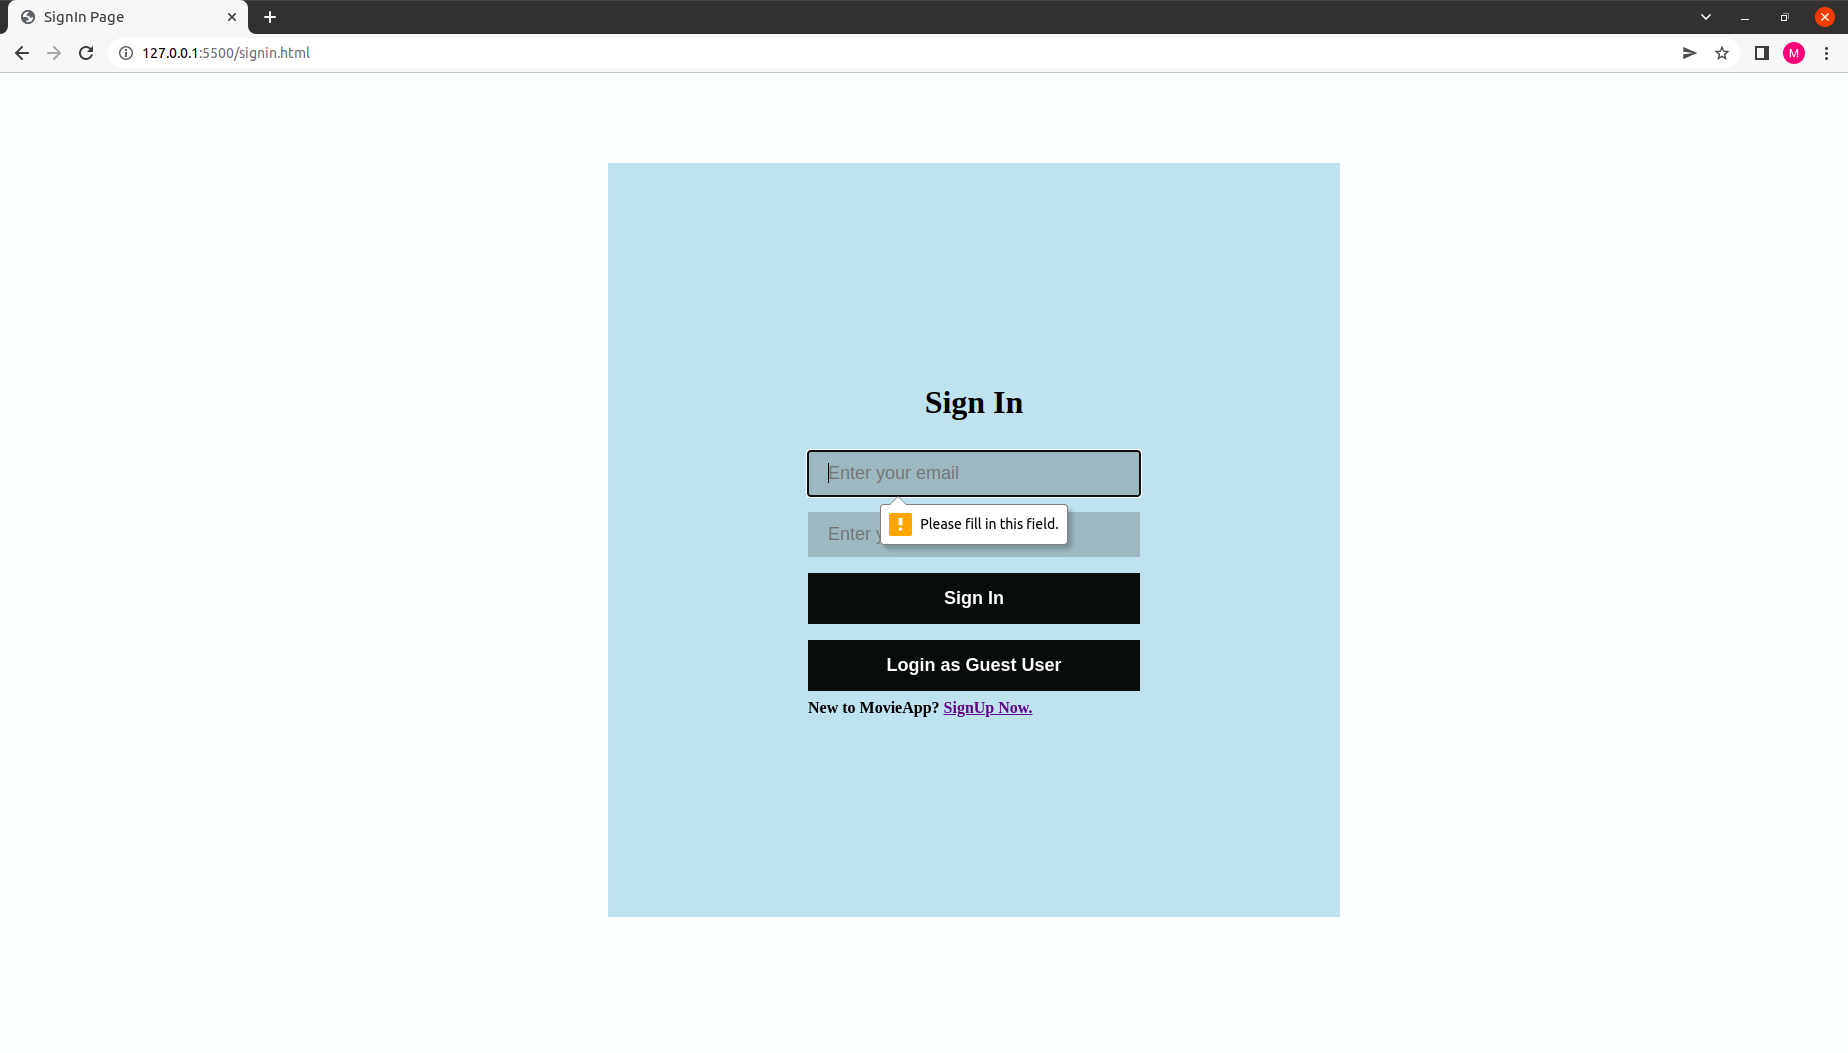 SignIn Page
127.0.0.1:5500/signin.html
M
Sign In
Enter your email
Please fill in this field.
Enter
Sign In
Login as Guest User
New to MovieApp? SignUp Now.